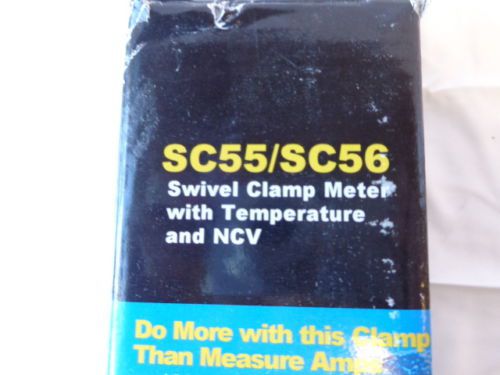 SC55/SC56
Swivel Clamp Meter
with Temperature
and NCV
Do More with this Clamp
Than Measure Amps